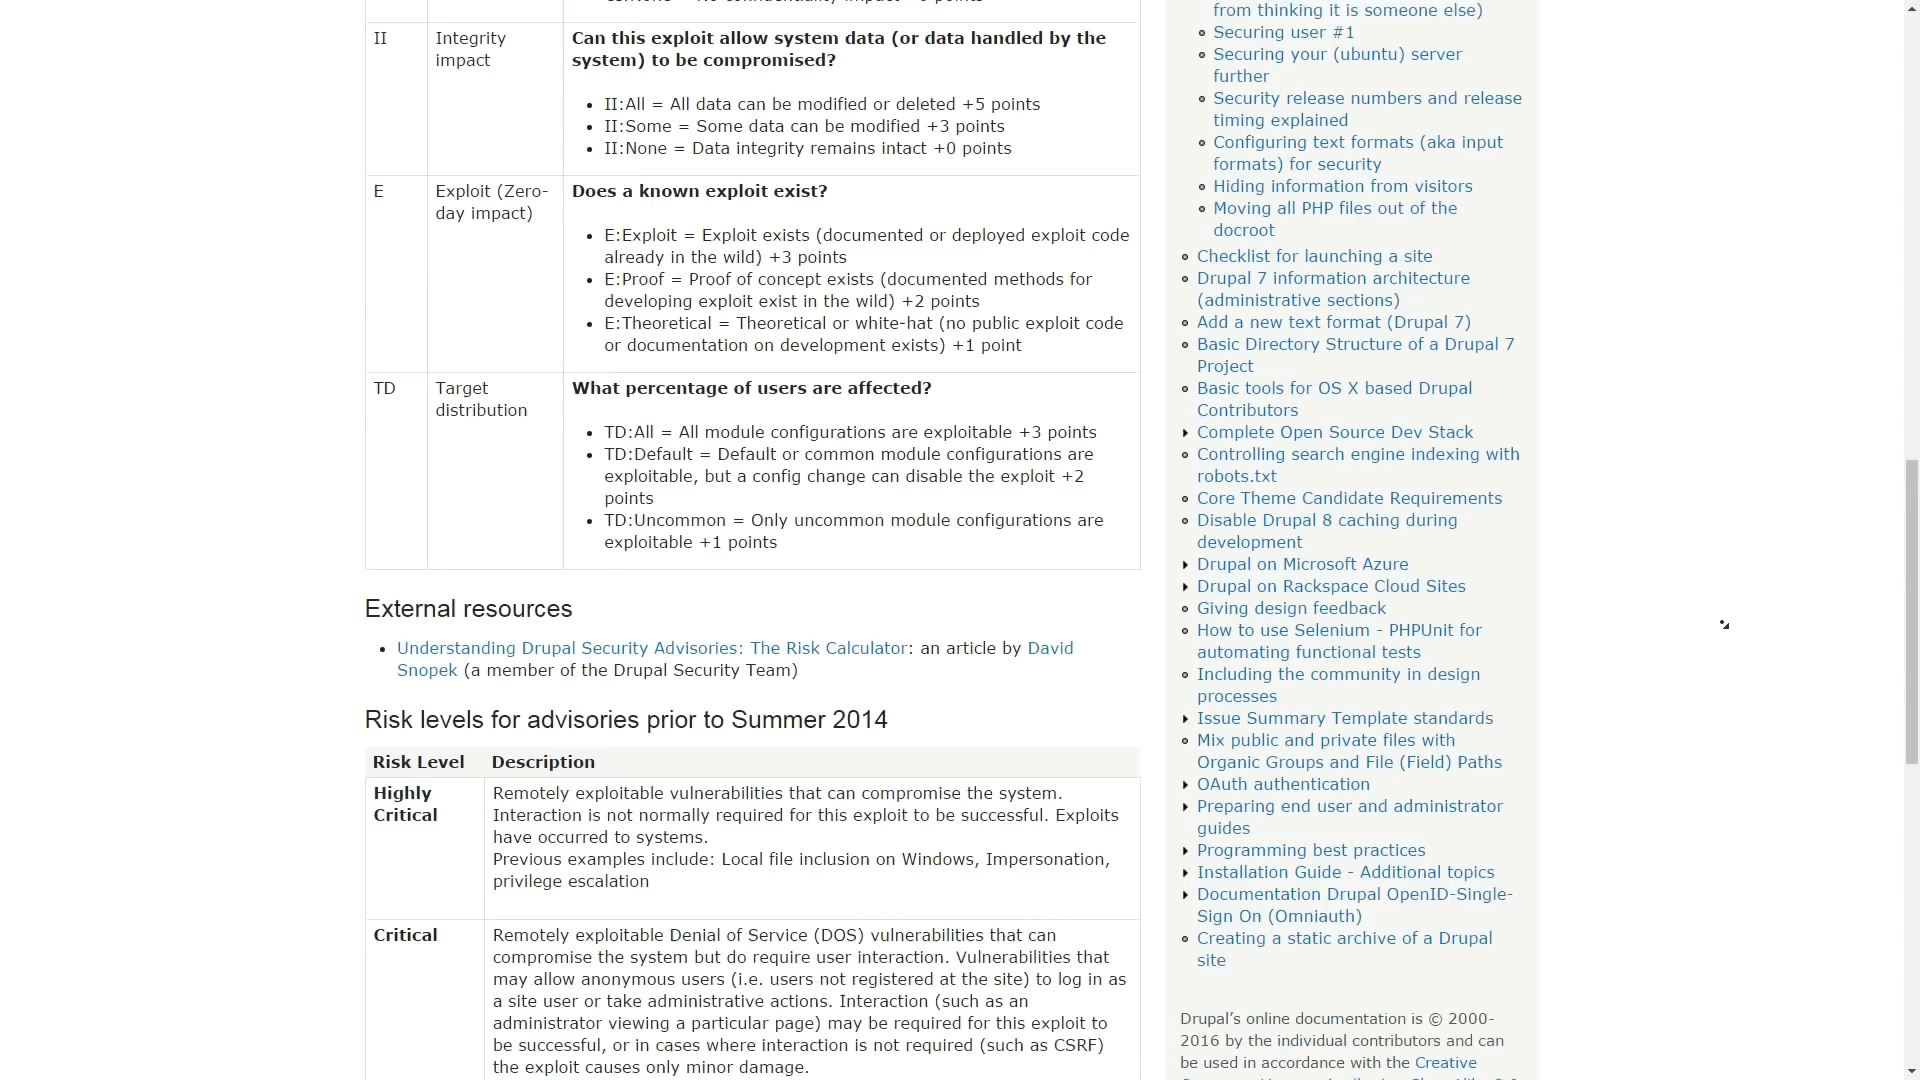 II
Integrity
impact
Can this exploit allow system data (or data handled by the
system) to be compromised?
II:All = All data can be modified or deleted +5 points
II:Some = Some data can be modified +3 points
II:None = Data integrity remains intact +0 points
E
Exploit (Zero-
day impact)
Does a known exploit exist?
E:Exploit = Exploit exists (documented or deployed exploit code
already in the wild) +3 points
E:Proof = Proof of concept exists (documented methods for
developing exploit exist in the wild) +2 points
E:Theoretical = Theoretical or white-hat (no public exploit code
or documentation on development exists) +1 point
TD
Target
distribution
What percentage of users are affected?
TD:All = All module configurations are exploitable +3 points
TD:Default = Default or common module configurations are
exploitable, but a config change can disable the exploit +2
points
TD:Uncommon = Only uncommon module configurations are
exploitable +1 points
External resources
Understanding Drupal Security Advisories: The Risk Calculator: an article by David
Snopek (a member of the Drupal Security Team)
Risk levels for advisories prior to Summer 2014
Risk Level Description
Highly
Critical
Remotely exploitable vulnerabilities that can compromise the system.
Interaction is not normally required for this exploit to be successful. Exploits
have occurred to systems.
Previous examples include: Local file inclusion on Windows, Impersonation,
privilege escalation
Critical
Remotely exploitable Denial of Service (DOS) vulnerabilities that can
compromise the system but do require user interaction. Vulnerabilities that
may allow anonymous users (i.e. users not registered at the site) to log in as
a site user or take administrative actions. Interaction (such as an
administrator viewing a particular page) may be required for this exploit to
be successful, or in cases where interaction is not required (such as CSRF)
the exploit causes only minor damage.
from thinking it is someone else)
Securing user #1
Securing your (ubuntu) server
further
Security release numbers and release
timing explained
Configuring text formats (aka input
formats) for security
Hiding information from visitors
Moving all PHP files out of the
docroot
Checklist for launching a site
Drupal 7 information architecture
(administrative sections)
Add a new text format (Drupal 7)
Basic Directory Structure of a Drupal 7
Project
Basic tools for OS X based Drupal
Contributors
Complete Open Source Dev Stack
Controlling search engine indexing with
robots.txt
Core Theme Candidate Requirements
Disable Drupal 8 caching during
development
Drupal on Microsoft Azure
Drupal on Rackspace Cloud Sites
Giving design feedback
How to use Selenium - PHPUnit for
automating functional tests
Including the community in design
processes
Issue Summary Template standards
Mix public and private files with
Organic Groups and File (Field) Paths
OAuth authentication
Preparing end user and administrator
guides
Programming best practices
Installation Guide - Additional topics
Documentation Drupal OpenID-Single-
Sign On (Omniauth)
Creating a static archive of a Drupal
site
Drupal’s online documentation is © 2000-
2016 by the individual contributors and can
be used in accordance with the Creative